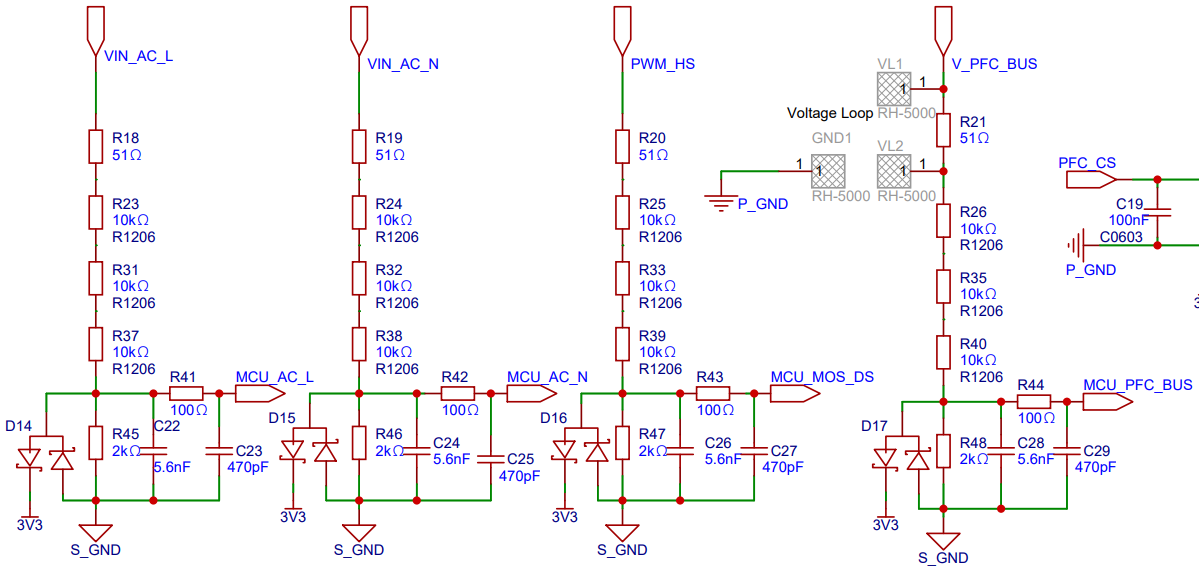 VIN_AC_L
R18
51Ω
R23
10kΩ
R1206
R31
10kΩ
R1206
R37
10kΩ
R1206
R41
100Ω
MCU_AC_L
D14
R45
2kΩ
C22
5.6nF
C23
470pF
3V3
S_GND
VIN_AC_N
R19
51Ω
R24
10kΩ
R1206
R32
10kΩ
R1206
R38
10kΩ
R1206
R42
100Ω
MCU_AC_N
D15
R46
2kΩ
C24
5.6nF
C25
470pF
3V3
S_GND
PWM_HS
R20
51Ω
R25
10kΩ
R1206
R33
10kΩ
R1206
R39
10kΩ
R1206
R43
100Ω
MCU_MOS_DS
D16
R47
2kΩ
C26
5.6nF
C27
470pF
3V3
S_GND
V_PFC_BUS
VL1
1
1
RH-5000
Voltage Loop
GND1
1
1
RH-5000
P_GND
VL2
1
1
RH-5000
R21
51Ω
R26
10kΩ
R1206
R35
10kΩ
R1206
R40
10kΩ
R1206
R44
100Ω
MCU_PFC_BUS
D17
R48
2kΩ
C28
5.6nF
C29
470pF
3V3
S_GND
PFC_CS
C19
100nF
C0603
P_GND